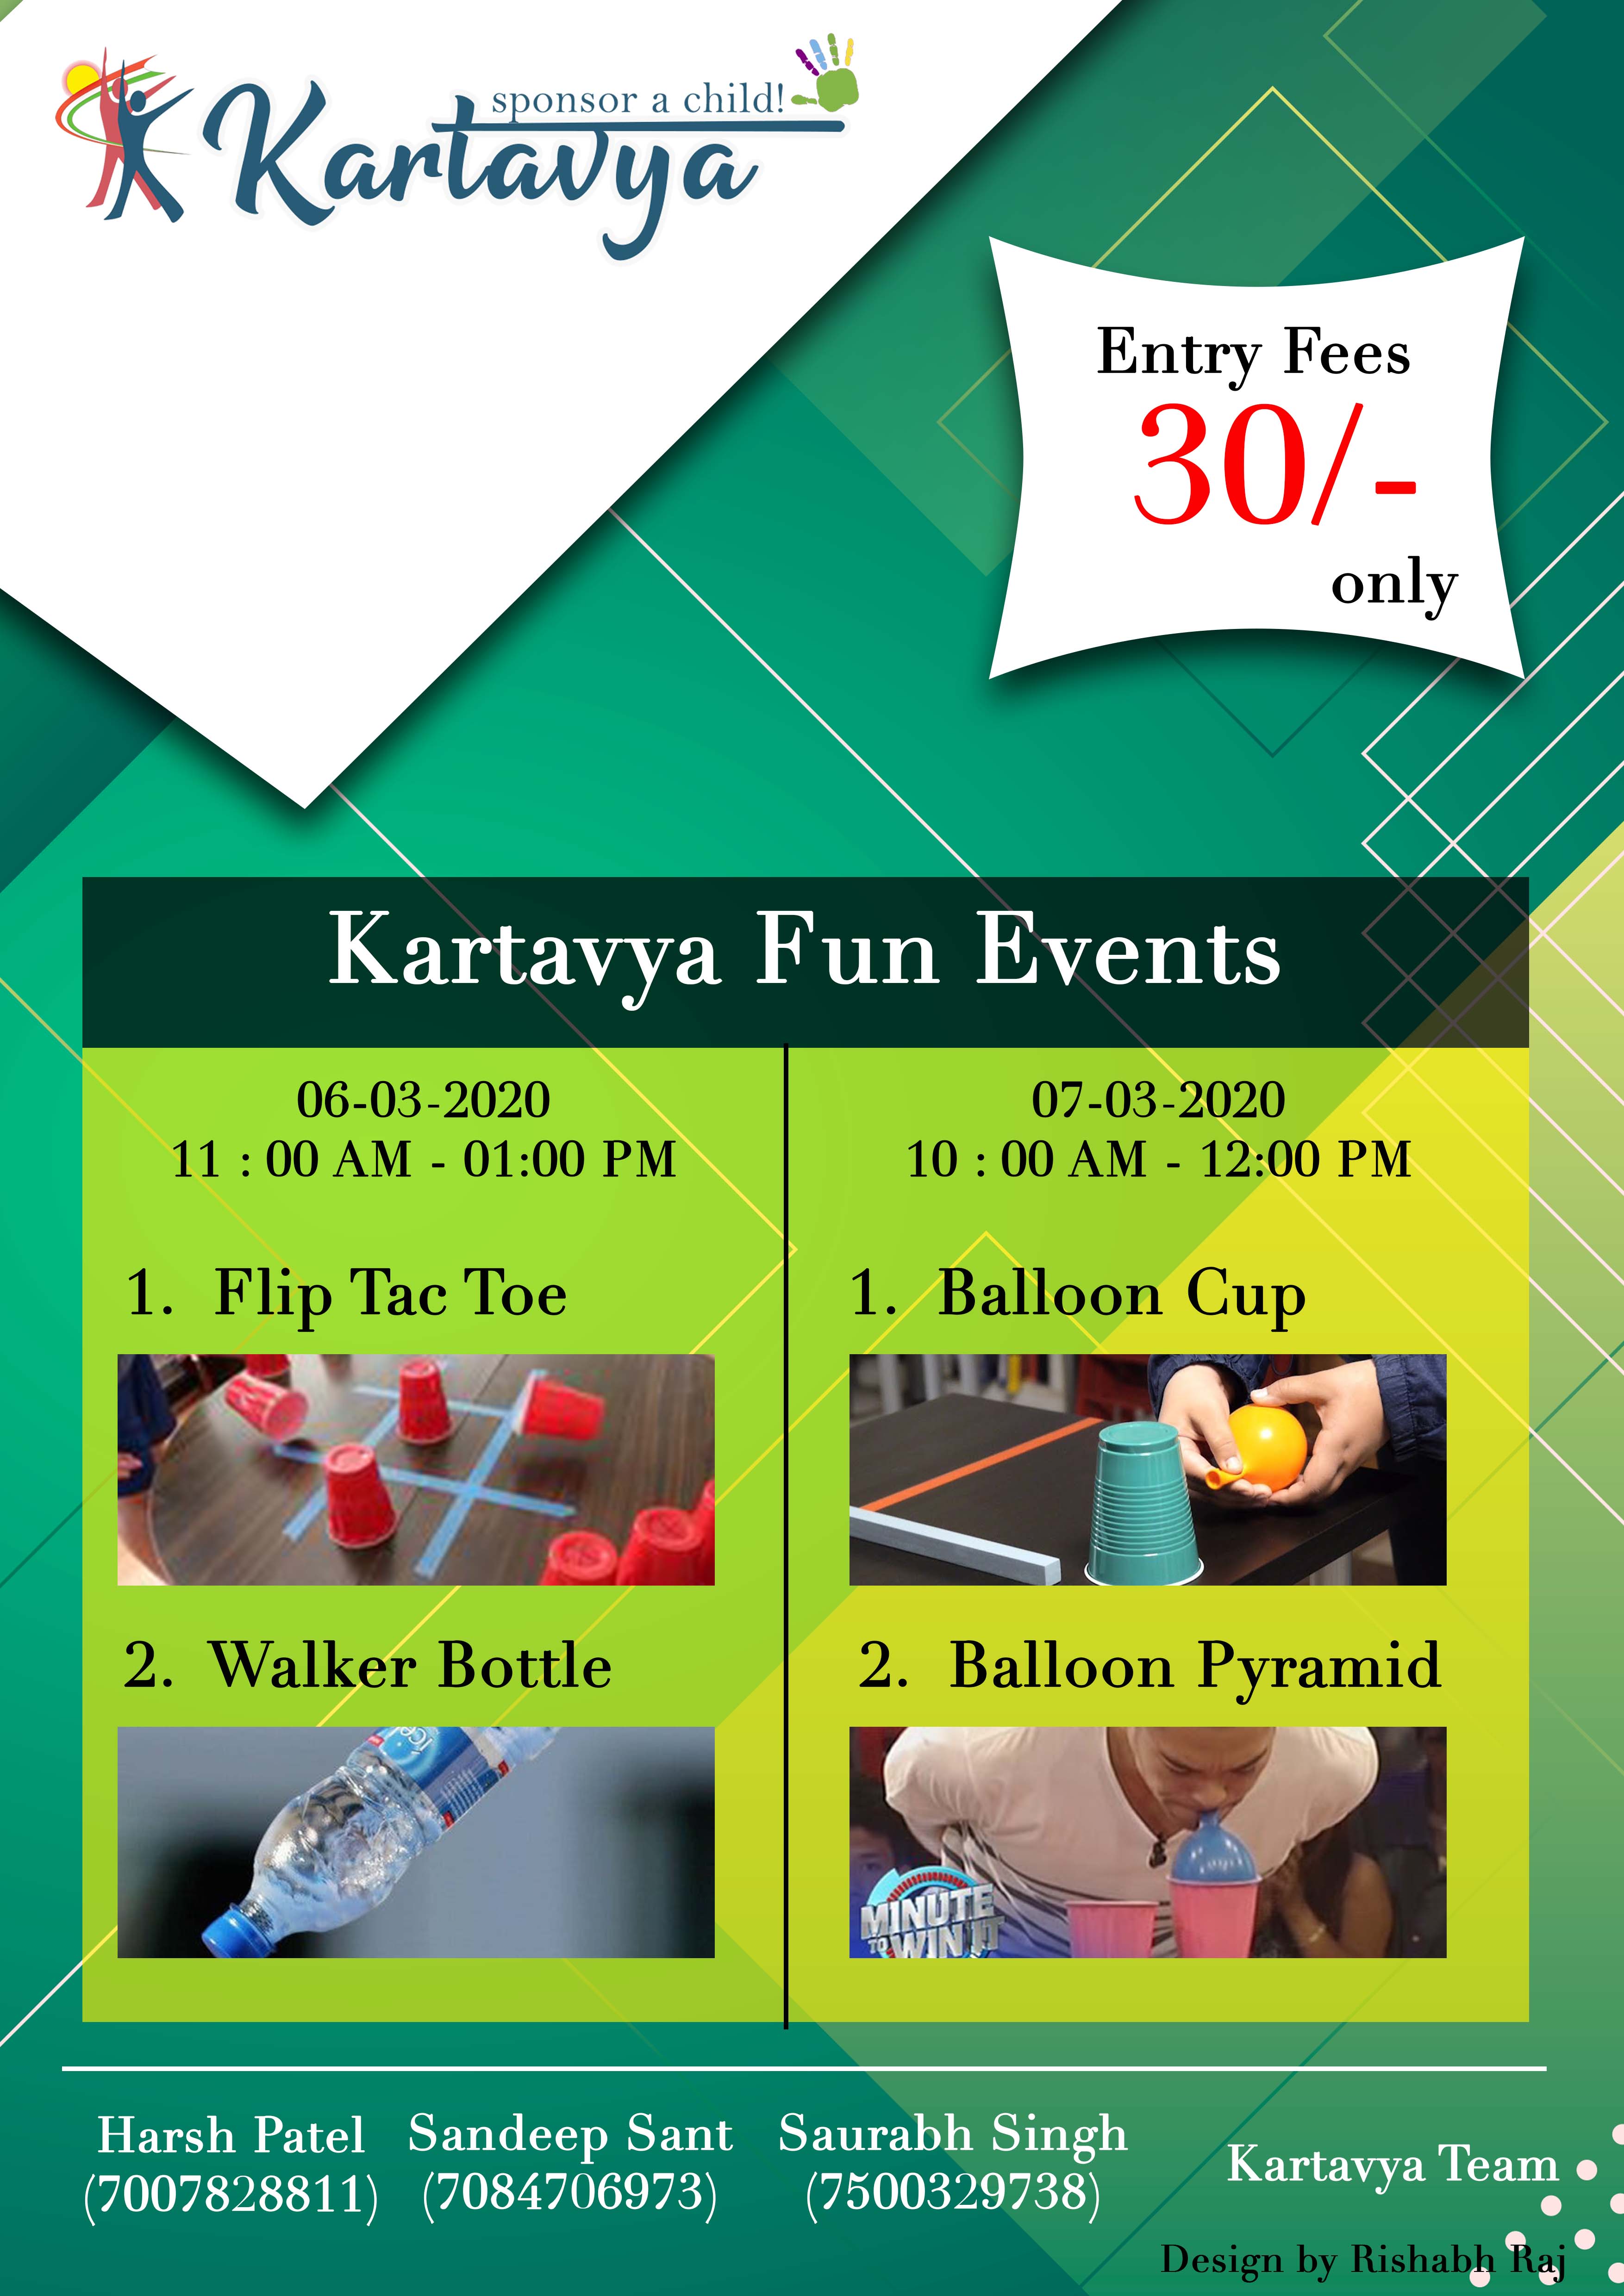 sponsor a child!
Kartavya
Entry Fees
30/-
only
Kartavya Fun Events
06-03-2020
11 : 00 AM - 01:00 PM
1. Flip Tac Toe
2. Walker Bottle
07-03-2020
10 : 00 AM - 12:00 PM
1. Balloon Cup
2. Balloon Pyramid
MINUTE
TO WIN IT
Harsh Patel
(7007828811)
Sandeep Sant
(7084706973)
Saurabh Singh
(7500329738)
Kartavya Team
Design by Rishabh Raj